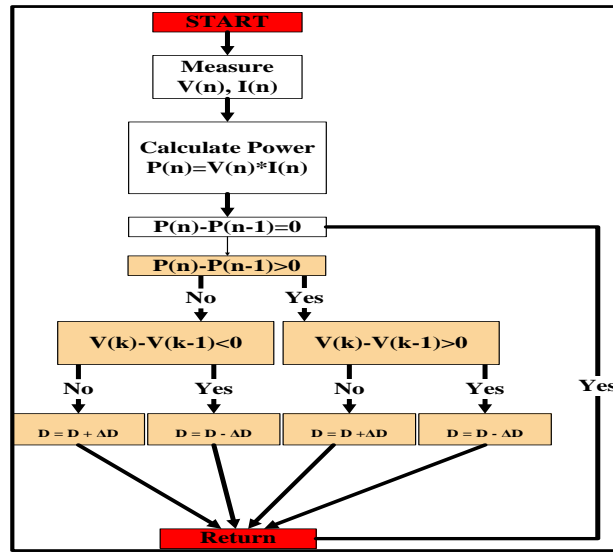 START
Measure
V(n), I(n)
Calculate Power
P(n)=V(n)*I(n)
P(n)-P(n-1)=0
P(n)-P(n-1)>0
No
Yes
V(k)-V(k-1)<0
V(k)-V(k-1)>0
Yes
No
Yes
No
Yes
D = D + ΔD
D = D - ΔD
D = D +ΔD
D = D - ΔD
Return